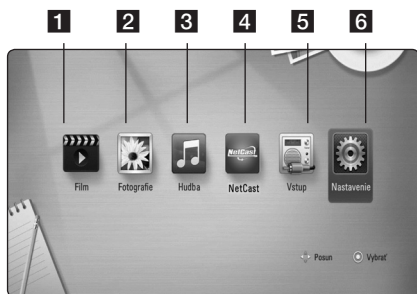 1 2 3 4 5 6
NetCast
Film Fotografie Hudba NetCast Vstup Nastavenie
Posun Vybrať